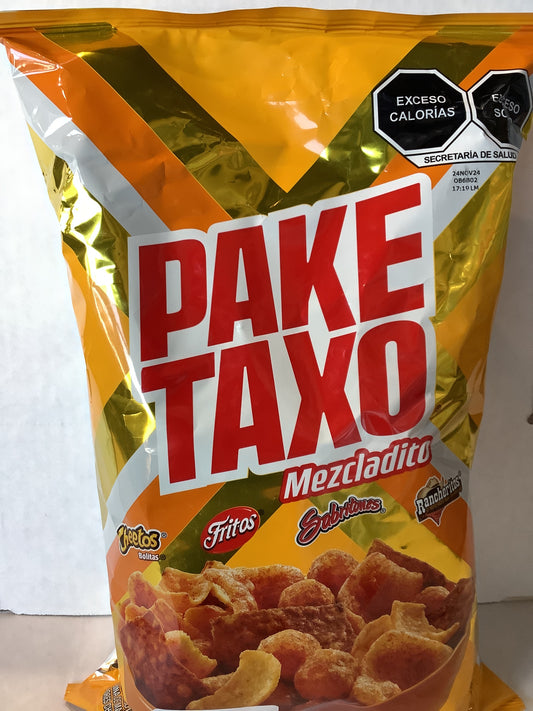 EXCESO
CALORÍAS
SECRETARÍA DE SALUD
24NOV24
17:19 LM
PAKE
TAXO
Mezcladito
Cheetos
Bolitas
Fritos
Sabritones
Rancheritos